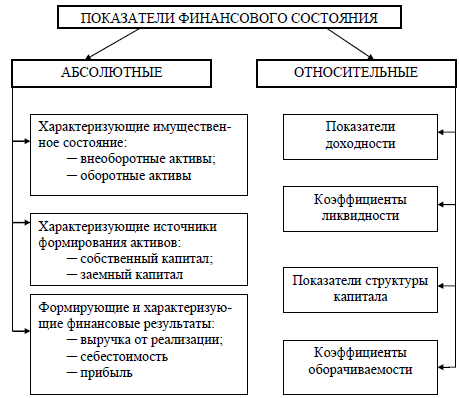 ПОКАЗАТЕЛИ ФИНАНСОВОГО СОСТОЯНИЯ
АБСОЛЮТНЫЕ
Характеризующие имуществен-
ное состояние:
— внеоборотные активы;
— оборотные активы
Характеризующие источники
формирования активов:
— собственный капитал;
— заемный капитал
Формирующие и характеризую-
щие финансовые результаты:
— выручка от реализации;
— себестоимость
— прибыль
ОТНОСИТЕЛЬНЫЕ
Показатели
доходности
Коэффициенты
ликвидности
Показатели структуры
капитала
Коэффициенты
оборачиваемости